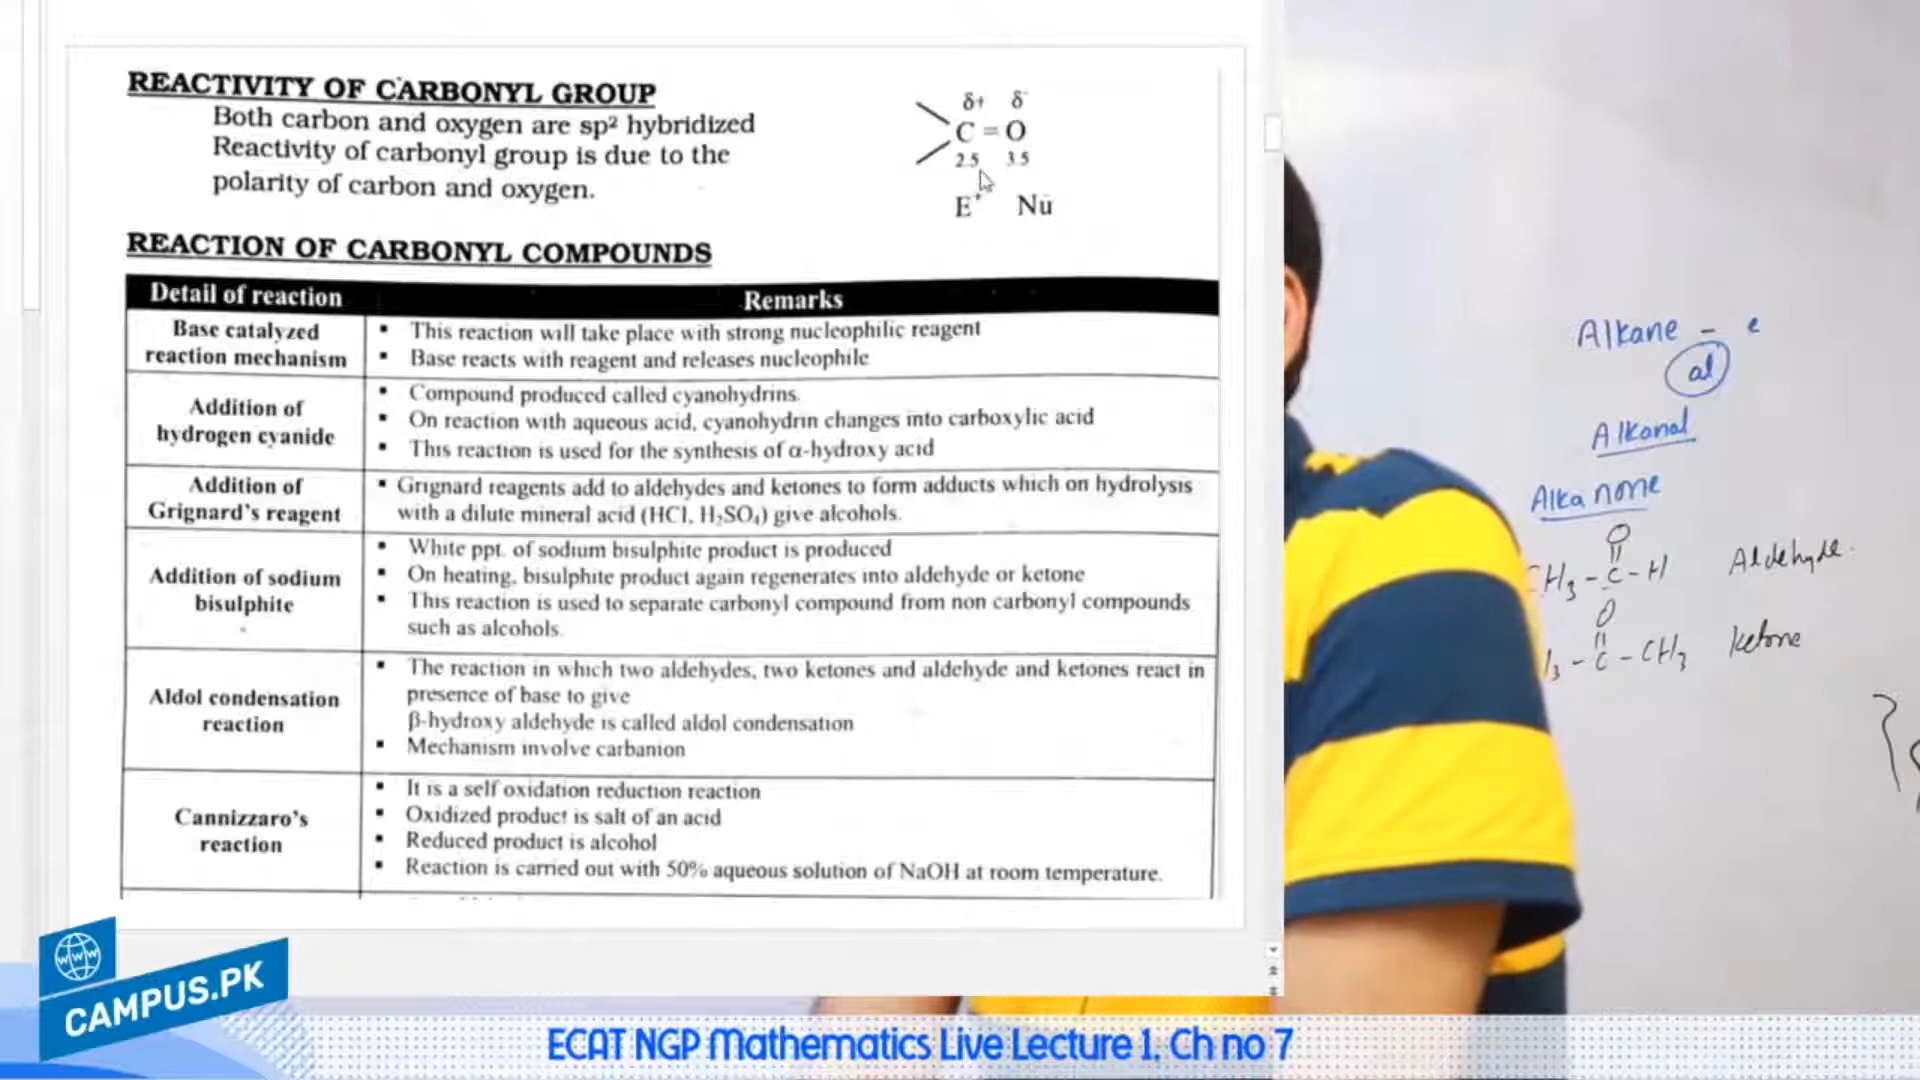 REACTIVITY OF CARBONYL GROUP
Both carbon and oxygen are sp² hybridized
Reactivity of carbonyl group is due to the
polarity of carbon and oxygen.
δ+ δ-
C = O
2.5 3.5
E+ Nu
REACTION OF CARBONYL COMPOUNDS
Detail of reaction Remarks
Base catalyzed
reaction mechanism
▪ This reaction will take place with strong nucleophilic reagent
▪ Base reacts with reagent and releases nucleophile
Addition of
hydrogen cyanide
▪ Compound produced called cyanohydrins.
▪ On reaction with aqueous acid, cyanohydrin changes into carboxylic acid
▪ This reaction is used for the synthesis of α-hydroxy acid
Addition of
Grignard's reagent
▪ Grignard reagents add to aldehydes and ketones to form adducts which on hydrolysis
with a dilute mineral acid (HCl, H₂SO₄) give alcohols.
Addition of sodium
bisulphite
▪ White ppt. of sodium bisulphite product is produced
▪ On heating, bisulphite product again regenerates into aldehyde or ketone
▪ This reaction is used to separate carbonyl compound from non carbonyl compounds
such as alcohols.
Aldol condensation
reaction
▪ The reaction in which two aldehydes, two ketones and aldehyde and ketones react in
presence of base to give
β-hydroxy aldehyde is called aldol condensation
▪ Mechanism involve carbanion
Cannizzaro's
reaction
▪ It is a self oxidation reduction reaction
▪ Oxidized product is salt of an acid
▪ Reduced product is alcohol
▪ Reaction is carried out with 50% aqueous solution of NaOH at room temperature.
Alkane - e
al
Alkanal
Alkanone
O
CH3 - C - H Aldehyde.
O
- C - CH3 ketone
WWW
CAMPUS.PK
ECAT NGP Mathematics Live Lecture 1, Ch no 7